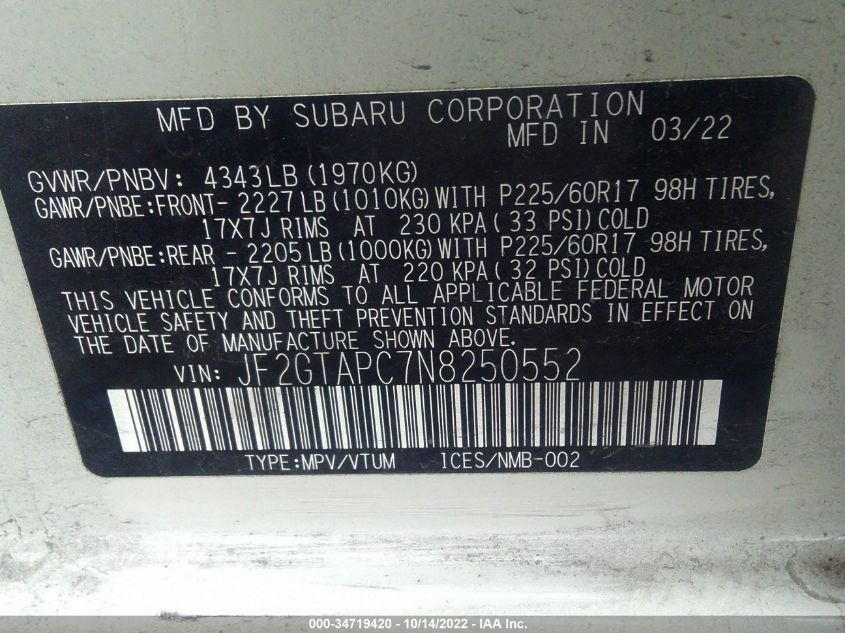 MFD BY SUBARU CORPORATION
MFD IN 03/22
GVWR/PNBV: 4343LB (1970KG)
GAWR/PNBE:FRONT- 2227LB (1010KG) WITH P225/60R17 98H TIRES,
17X7J RIMS AT 230 KPA ( 33 PSI) COLD
GAWR/PNBE:REAR - 2205LB (1000KG) WITH P225/60R17 98H TIRES,
17X7J RIMS AT 220 KPA ( 32 PSI) COLD
THIS VEHICLE CONFORMS TO ALL APPLICABLE FEDERAL MOTOR
VEHICLE SAFETY AND THEFT PREVENTION STANDARDS IN EFFECT ON
THE DATE OF MANUFACTURE SHOWN ABOVE.
VIN: JF2GTAPC7N8250552
TYPE:MPV/VTUM ICES/NMB-002
000-34719420 - 10/14/2022 - IAA Inc.